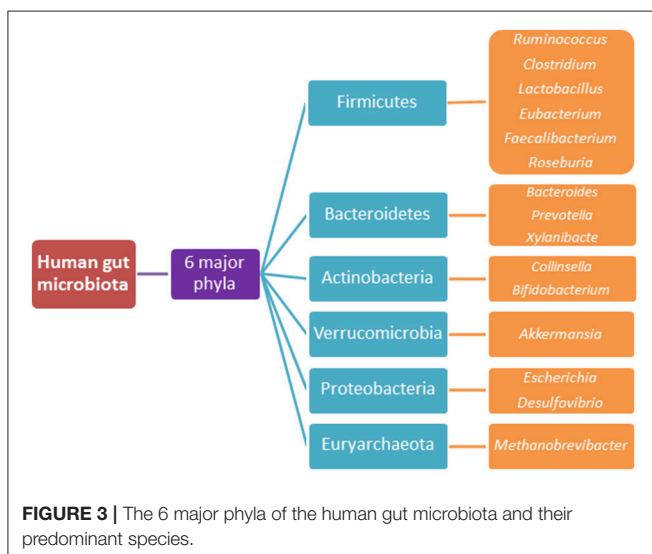 Human gut
microbiota
6 major
phyla
Firmicutes
Ruminococcus
Clostridium
Lactobacillus
Eubacterium
Faecalibacterium
Roseburia
Bacteroidetes
Bacteroides
Prevotella
Xylanibacte
Actinobacteria
Collinsella
Bifidobacterium
Verrucomicrobia
Akkermansia
Proteobacteria
Escherichia
Desulfovibrio
Euryarchaeota
Methanobrevibacter
FIGURE 3 | The 6 major phyla of the human gut microbiota and their
predominant species.